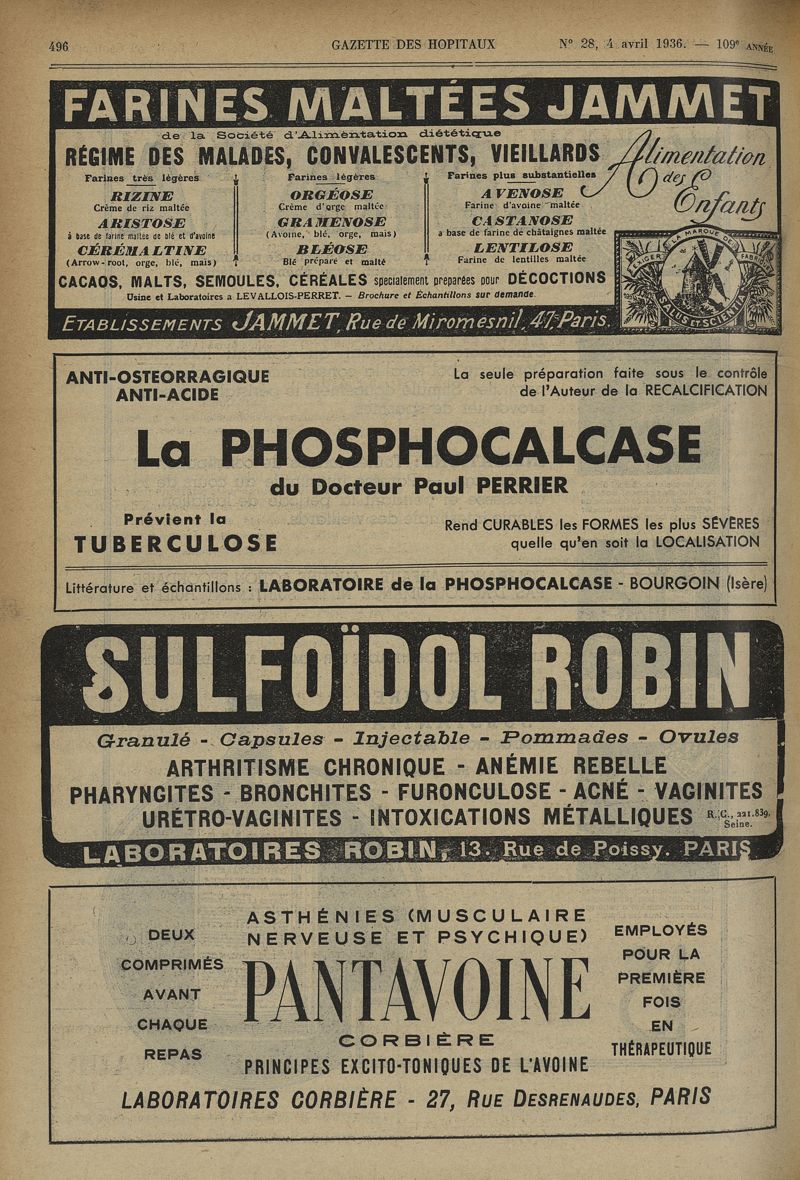 496 GAZETTE DES HOPITAUX N° 28, 4 avril 1936. — 109e ANNÉE
FARINES MALTÉES JAMMET
de la Société d'Alimentation diététique
RÉGIME DES MALADES, CONVALESCENTS, VIEILLARDS
Alimentation
des
Enfants
Farines très légères
RIZINE
Crème de riz maltée
ARISTOSE
à base de farine maltée de blé et d'avoine
CÉRÉMALTINE
(Arrow-root, orge, blé, maïs)
Farines légères
ORGÉOSE
Crème d'orge maltée
GRAMENOSE
(Avoine, blé, orge, maïs)
BLÉOSE
Blé préparé et malté
Farines plus substantielles
AVENOSE
Farine d'avoine maltée
CASTANOSE
a base de farine de châtaignes maltée
LENTILOSE
Farine de lentilles maltée
CACAOS, MALTS, SEMOULES, CÉRÉALES spécialement préparées pour DÉCOCTIONS
Usine et Laboratoires a LEVALLOIS-PERRET. – Brochure et Échantillons sur demande.
EXIGER LA MARQUE DE FABRIQUE
SALUS ET SCIENTIA
ETABLISSEMENTS JAMMET, Rue de Miromesnil, 47, Paris.
ANTI-OSTEORRAGIQUE
ANTI-ACIDE
La seule préparation faite sous le contrôle
de l'Auteur de la RECALCIFICATION
La PHOSPHOCALCASE
du Docteur Paul PERRIER
Prévient la
TUBERCULOSE
Rend CURABLES les FORMES les plus SÉVÈRES
quelle qu'en soit la LOCALISATION
Littérature et échantillons : LABORATOIRE de la PHOSPHOCALCASE - BOURGOIN (Isère)
SULFOÏDOL ROBIN
Granulé - Capsules - Injectable - Pommades - Ovules
ARTHRITISME CHRONIQUE - ANÉMIE REBELLE
PHARYNGITES - BRONCHITES - FURONCULOSE - ACNÉ - VAGINITES
URÉTRO-VAGINITES - INTOXICATIONS MÉTALLIQUES R. C., 221.839, Seine.
LABORATOIRES ROBIN, 13. Rue de Poissy. PARIS
DEUX
COMPRIMÉS
AVANT
CHAQUE
REPAS
ASTHÉNIES (MUSCULAIRE
NERVEUSE ET PSYCHIQUE)
PANTAVOINE
CORBIÈRE
PRINCIPES EXCITO-TONIQUES DE L'AVOINE
EMPLOYÉS
POUR LA
PREMIÈRE
FOIS
EN
THÉRAPEUTIQUE
LABORATOIRES CORBIÈRE - 27, RUE DESRENAUDES, PARIS